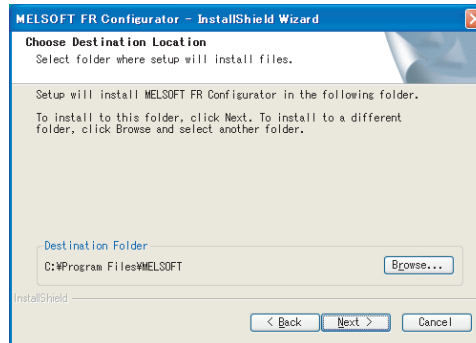 MELSOFT FR Configurator - InstallShield Wizard
Choose Destination Location
Select folder where setup will install files.
Setup will install MELSOFT FR Configurator in the following folder.
To install to this folder, click Next. To install to a different
folder, click Browse and select another folder.
Destination Folder
C:¥Program Files¥MELSOFT
Browse...
InstallShield
< Back
Next >
Cancel